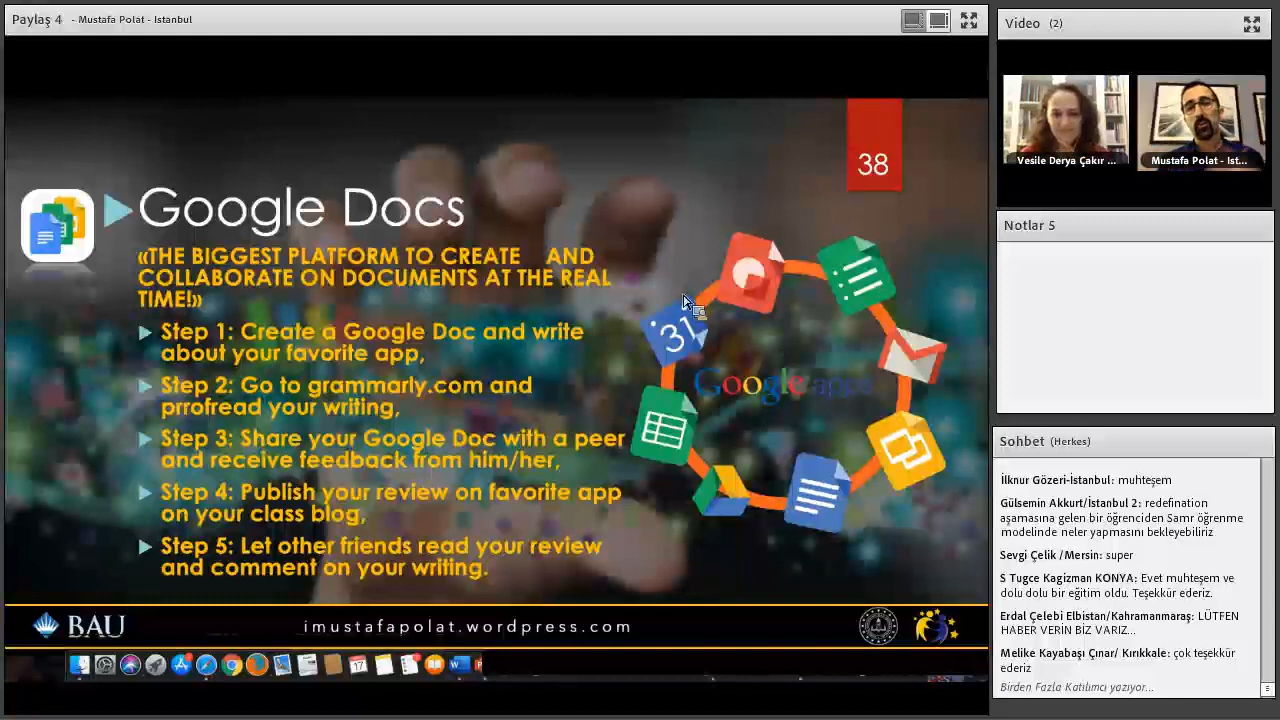 Paylaş 4 - Mustafa Polat - Istanbul
38
Google Docs
«THE BIGGEST PLATFORM TO CREATE AND
COLLABORATE ON DOCUMENTS AT THE REAL
TIME!»
Step 1: Create a Google Doc and write
about your favorite app,
Step 2: Go to grammarly.com and
prrofread your writing,
Step 3: Share your Google Doc with a peer
and receive feedback from him/her,
Step 4: Publish your review on favorite app
on your class blog,
Step 5: Let other friends read your review
and comment on your writing.
31
Google apps
BAU
imustafapolat.wordpress.com
17
Video (2)
Vesile Derya Çakır ...
Mustafa Polat - Ist...
Notlar 5
Sohbet (Herkes)
İlknur Gözeri-İstanbul: muhteşem
Gülsemin Akkurt/İstanbul 2: redefination
aşamasına gelen bir öğrenciden Samr öğrenme
modelinde neler yapmasını bekleyebiliriz
Sevgi Çelik /Mersin: super
S Tugce Kagizman KONYA: Evet muhteşem ve
dolu dolu bir eğitim oldu. Teşekkür ederiz.
Erdal Çelebi Elbistan/Kahramanmaraş: LÜTFEN
HABER VERİN BİZ VARIZ...
Melike Kayabaşı Çınar/ Kırıkkale: çok teşekkür
ederiz
Birden Fazla Katılımcı yazıyor...